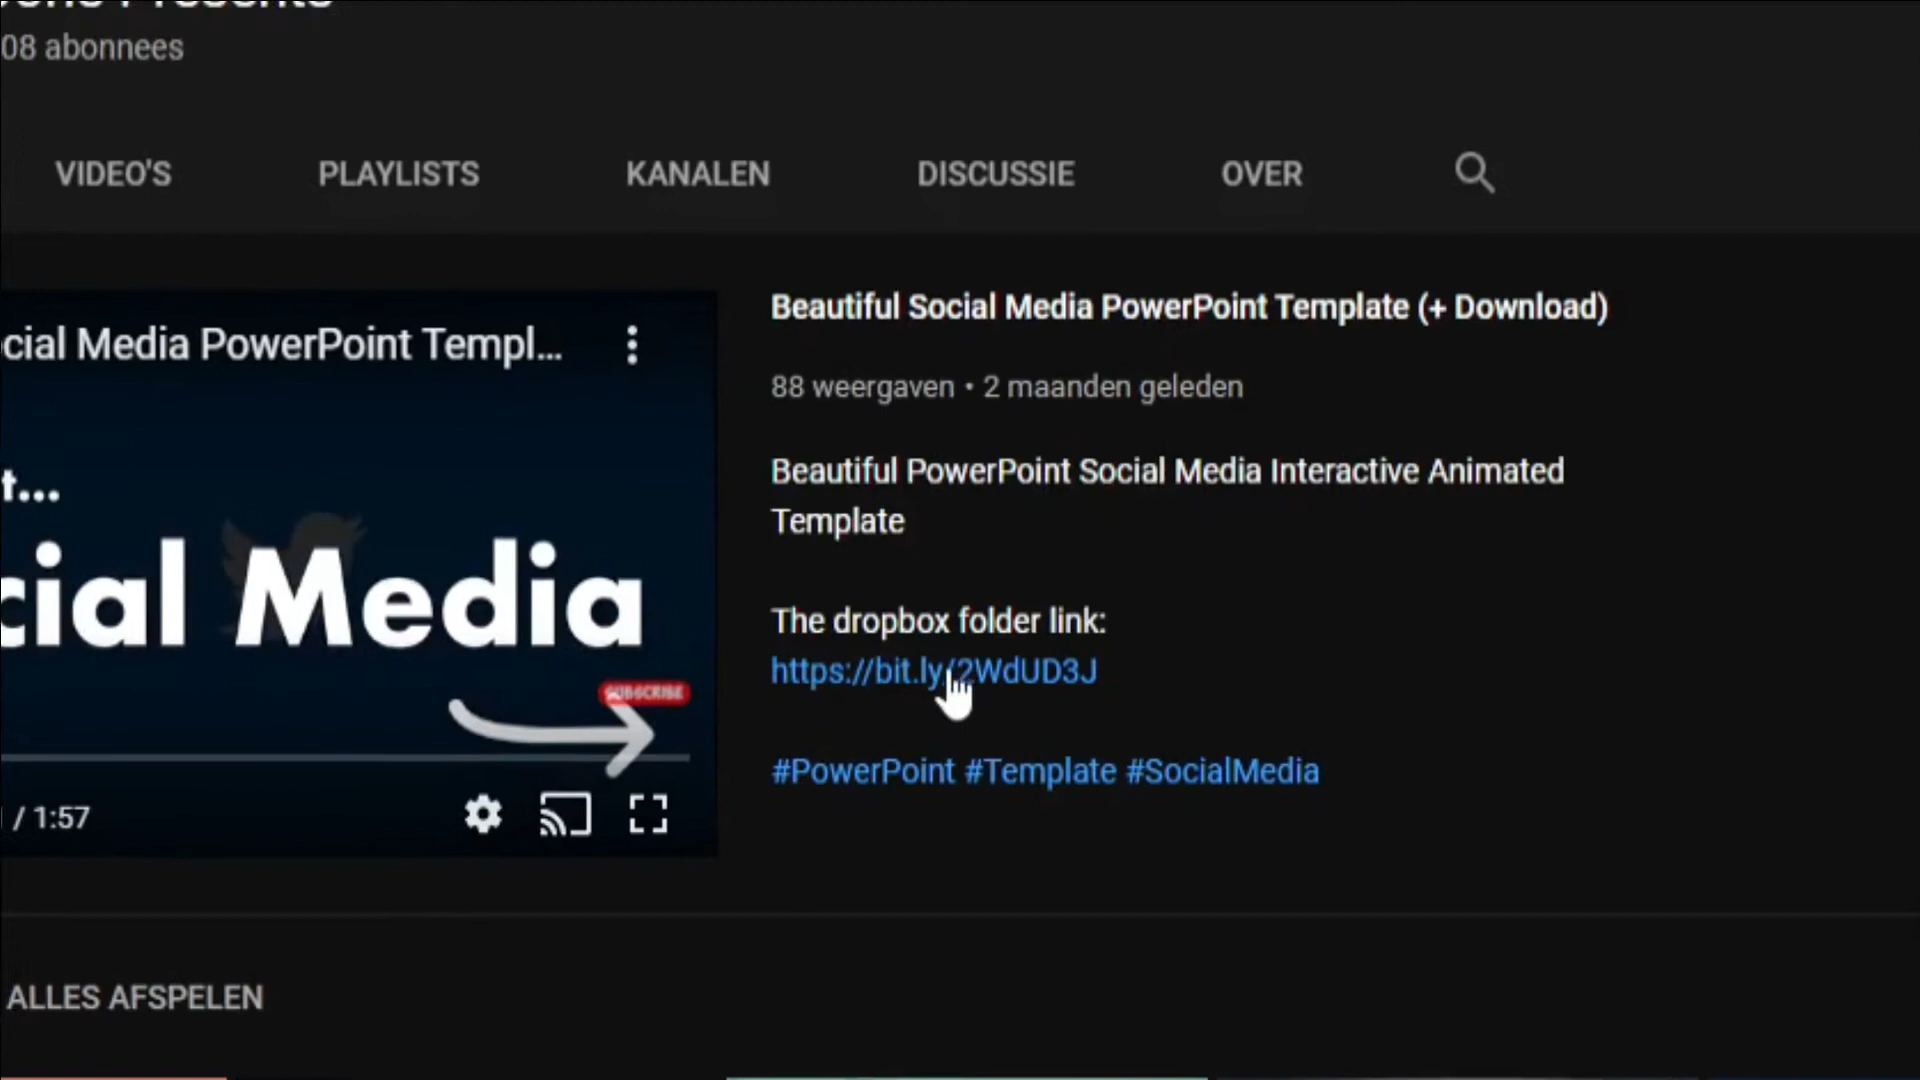 08 abonnees
VIDEO'S PLAYLISTS KANALEN DISCUSSIE OVER
cial Media PowerPoint Templ...
t...
cial Media
SUBSCRIBE
/ 1:57
Beautiful Social Media PowerPoint Template (+ Download)
88 weergaven • 2 maanden geleden
Beautiful PowerPoint Social Media Interactive Animated
Template
The dropbox folder link:
https://bit.ly/2WdUD3J
#PowerPoint #Template #SocialMedia
ALLES AFSPELEN